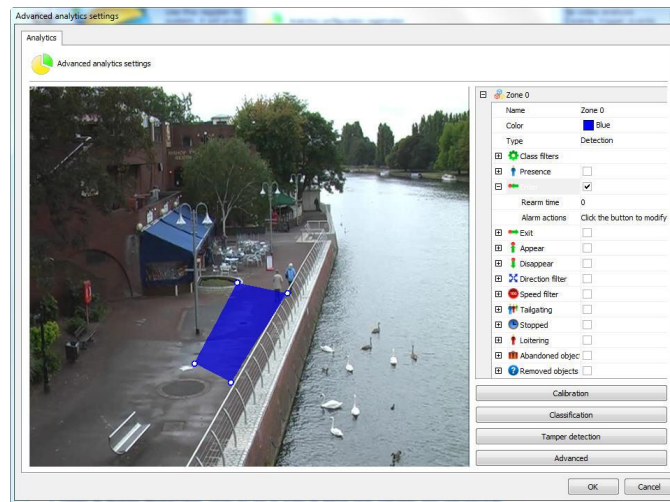 Advanced analytics settings
Analytics
Advanced analytics settings
Zone 0
Name Zone 0
Color Blue
Type Detection
Class filters
Presence
Rearm time 0
Alarm actions Click the button to modify
Exit
Appear
Disappear
Direction filter
Speed filter
Tailgating
Stopped
Loitering
Abandoned objec
Removed objects
Calibration
Classification
Tamper detection
Advanced
OK Cancel